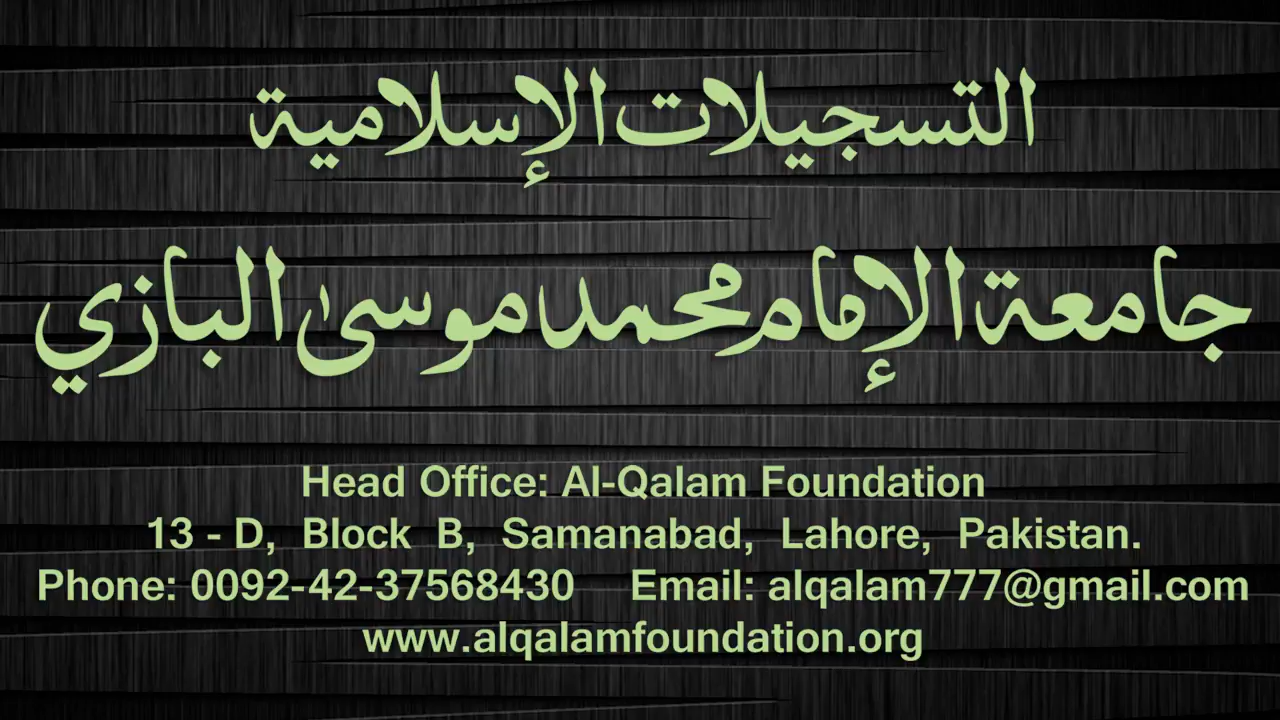 التسجيلات الإسلامية
جامعة الإمام محمد موسىٰ البازي
Head Office: Al-Qalam Foundation
13 - D, Block B, Samanabad, Lahore, Pakistan.
Phone: 0092-42-37568430 Email: alqalam777@gmail.com
www.alqalamfoundation.org